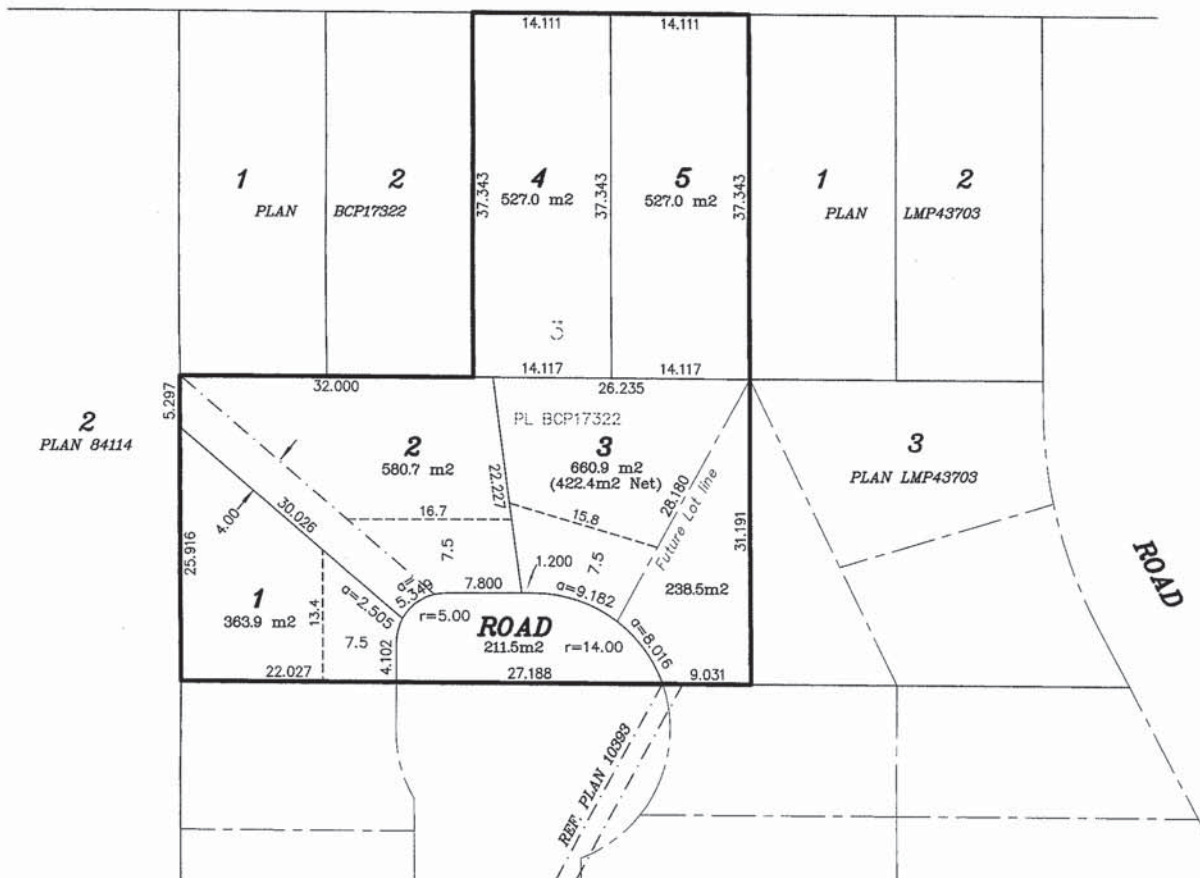 14.111
14.111
1
2
4
527.0 m2
5
527.0 m2
1
2
PLAN BCP17322
PLAN LMP43703
37.343
37.343
37.343
3
14.117
14.117
32.000
26.235
5.297
2
PLAN 84114
PL BCP17322
2
580.7 m2
3
660.9 m2
(422.4m2 Net)
3
PLAN LMP43703
22.227
28.180
Future Lot line
31.191
4.00
30.026
16.7
15.8
7.5
7.5
25.916
1
363.9 m2
13.4
a=2.505
a=
5.349
7.800
1.200
a=9.182
238.5m2
r=5.00
ROAD
211.5m2
r=14.00
a=8.016
7.5
4.102
22.027
27.188
9.031
REF. PLAN 10393
ROAD